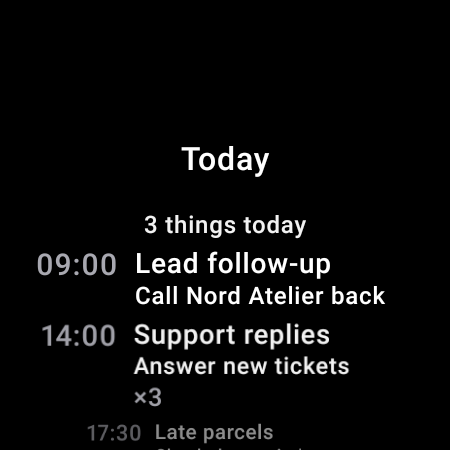 Today
3 things today
09:00 Lead follow-up
Call Nord Atelier back
14:00 Support replies
Answer new tickets
×3
17:30 Late parcels